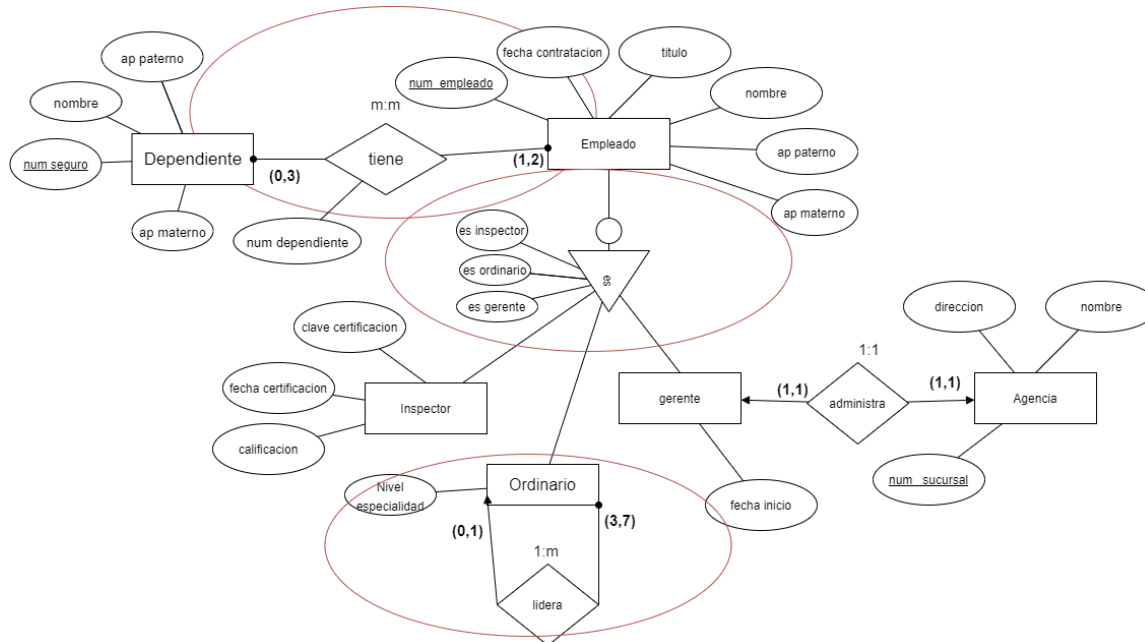 fecha contratacion
titulo
ap paterno
num_empleado
nombre
nombre
m:m
Dependiente
tiene
Empleado
num seguro
(0,3)
(1,2)
ap paterno
ap materno
ap materno
num dependiente
es inspector
es ordinario
es
es gerente
direccion
nombre
clave certificacion
1:1
fecha certificacion
Inspector
gerente
(1,1)
administra
(1,1)
Agencia
calificacion
Ordinario
num_sucursal
Nivel
especialidad
fecha inicio
(0,1)
(3,7)
1:m
lidera